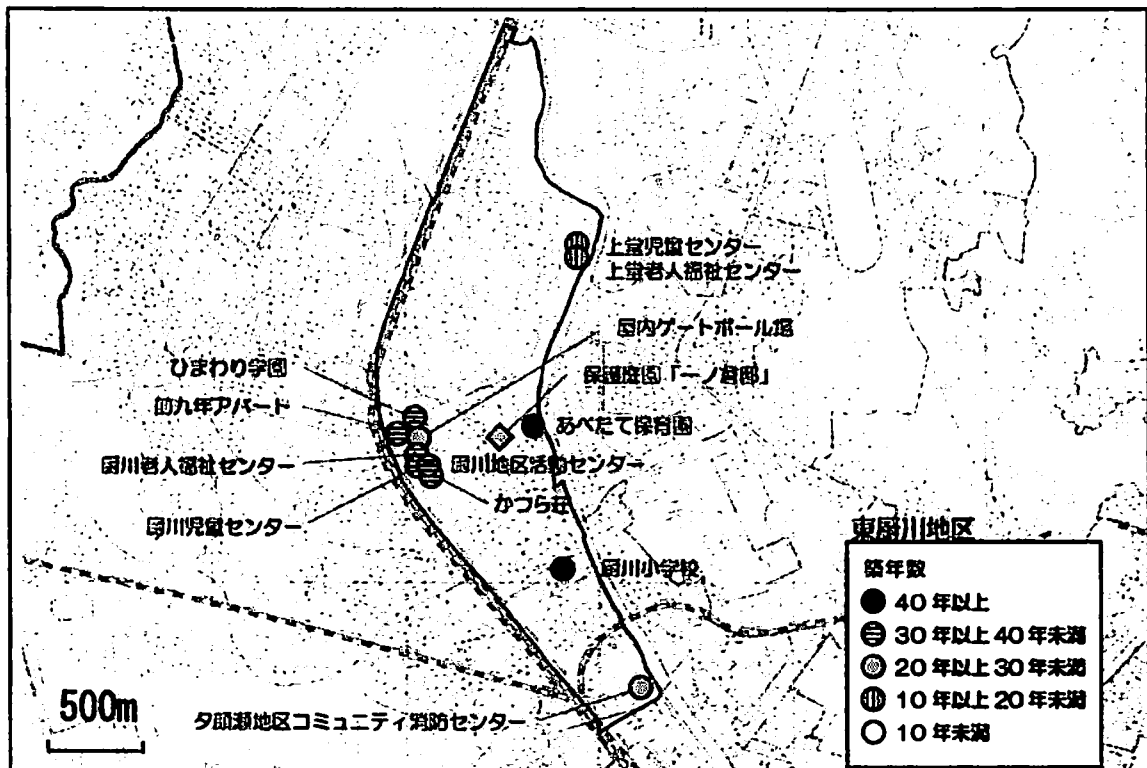 上堂児童センター
上堂老人福祉センター
屋内ゲートボール場
ひまわり学園
保護庭園「一ノ倉邸」
前九年アパート
あべたて保育園
厨川老人福祉センター
厨川地区活動センター
かつら荘
厨川児童センター
東厨川地区
厨川小学校
築年数
40年以上
30年以上40年未満
20年以上30年未満
10年以上20年未満
10年未満
500m
夕顔瀬地区コミュニティ消防センター